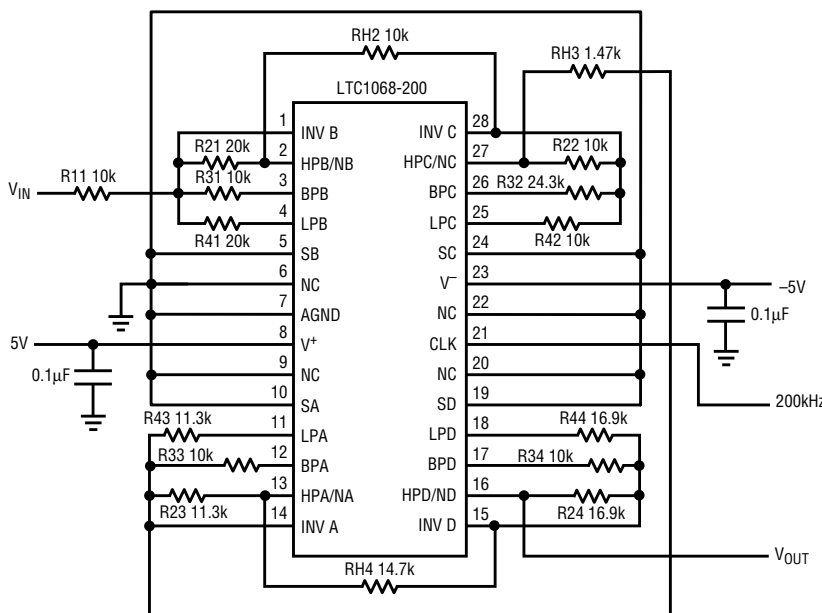 RH2 10k
RH3 1.47k
LTC1068-200
1 INV B INV C 28
R21 20k 2 HPB/NB HPC/NC 27 R22 10k
R11 10k
VIN
R31 10k 3 BPB BPC 26 R32 24.3k
R41 20k 4 LPB LPC 25 R42 10k
5 SB SC 24
6 NC V– 23 –5V
7 AGND NC 22 0.1µF
5V 8 V+ CLK 21
0.1µF 9 NC NC 20
10 SA SD 19 200kHz
R43 11.3k 11 LPA LPD 18 R44 16.9k
R33 10k 12 BPA BPD 17 R34 10k
R23 11.3k 13 HPA/NA HPD/ND 16 R24 16.9k
14 INV A INV D 15
VOUT
RH4 14.7k